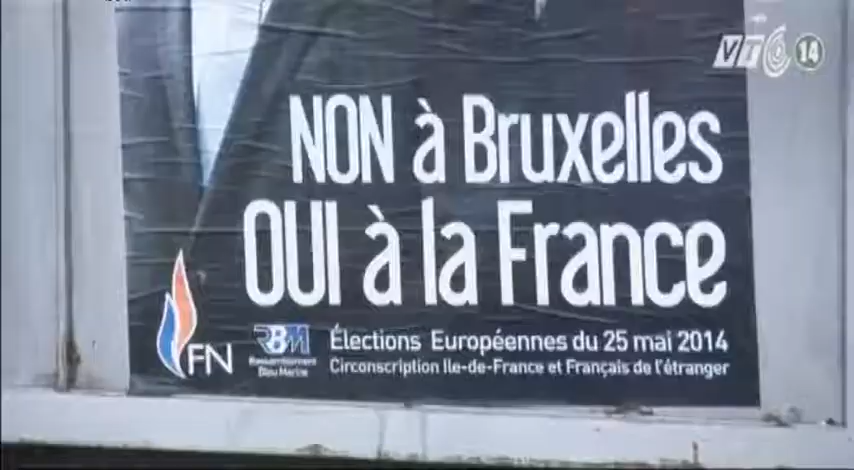 VTC 14
NON à Bruxelles
OUI à la France
FN
RBM
Rassemblement
Bleu Marine
Élections Européennes du 25 mai 2014
Circonscription Ile-de-France et Français de l'étranger